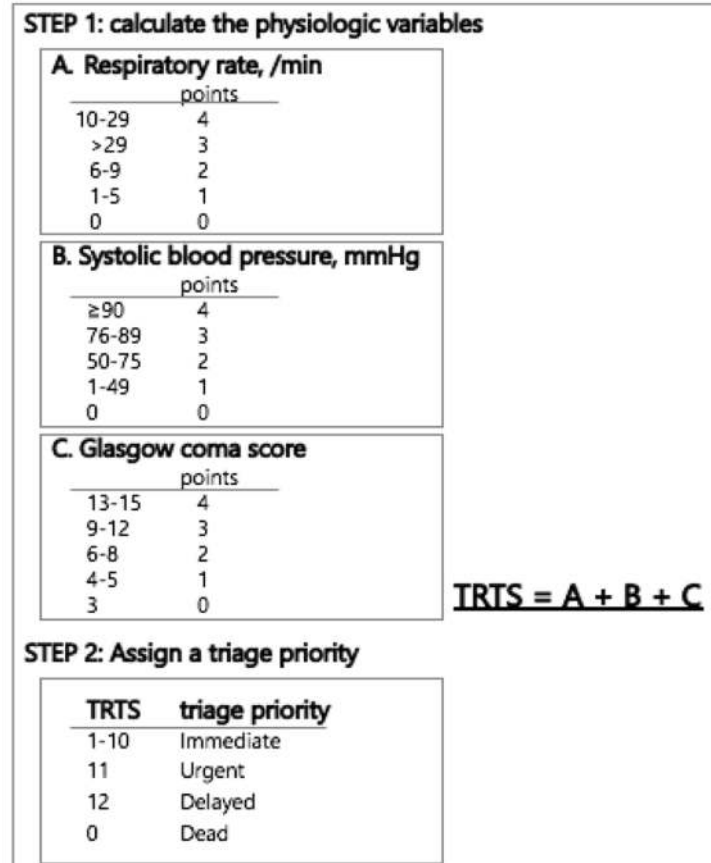 STEP 1: calculate the physiologic variables
A. Respiratory rate, /min
points
10-29 4
>29 3
6-9 2
1-5 1
0 0
B. Systolic blood pressure, mmHg
points
≥90 4
76-89 3
50-75 2
1-49 1
0 0
C. Glasgow coma score
points
13-15 4
9-12 3
6-8 2
4-5 1
3 0
TRTS = A + B + C
STEP 2: Assign a triage priority
TRTS triage priority
1-10 Immediate
11 Urgent
12 Delayed
0 Dead